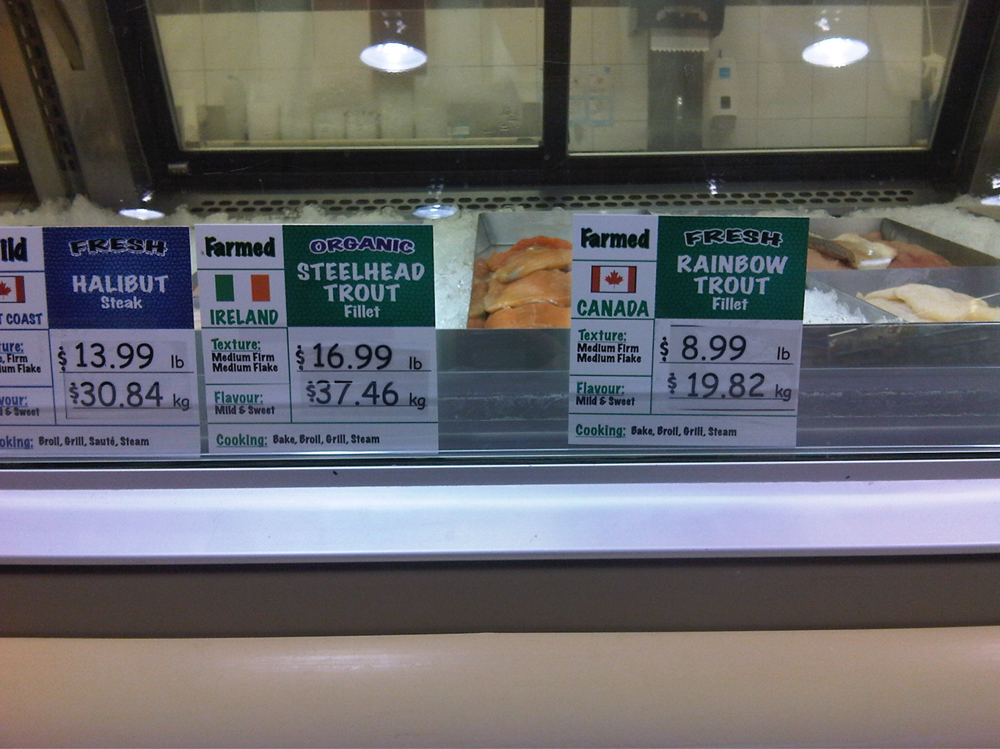 FRESH
HALIBUT
Steak
COAST
$ 13.99 lb
$30.84 kg
Firm
Flake
& Sweet
Broil, Grill, Sauté, Steam
Farmed
IRELAND
ORGANIC
STEELHEAD
TROUT
Fillet
Texture:
Medium Firm
Medium Flake
$ 16.99 lb
$37.46 kg
Flavour:
Mild & Sweet
Cooking: Bake, Broil, Grill, Steam
Farmed
CANADA
FRESH
RAINBOW
TROUT
Fillet
Texture:
Medium Firm
Medium Flake
$ 8.99 lb
$ 19.82 kg
Flavour:
Mild & Sweet
Cooking: Bake, Broil, Grill, Steam